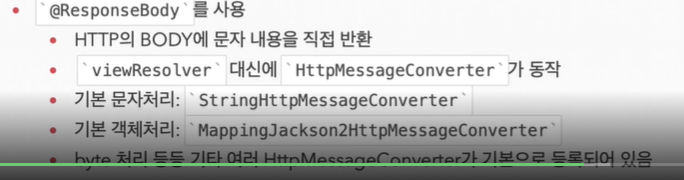 `@ResponseBody`를 사용
HTTP의 BODY에 문자 내용을 직접 반환
`viewResolver` 대신에 `HttpMessageConverter`가 동작
기본 문자처리: `StringHttpMessageConverter`
기본 객체처리: `MappingJackson2HttpMessageConverter`
byte 처리 등등 기타 여러 HttpMessageConverter가 기본으로 등록되어 있음